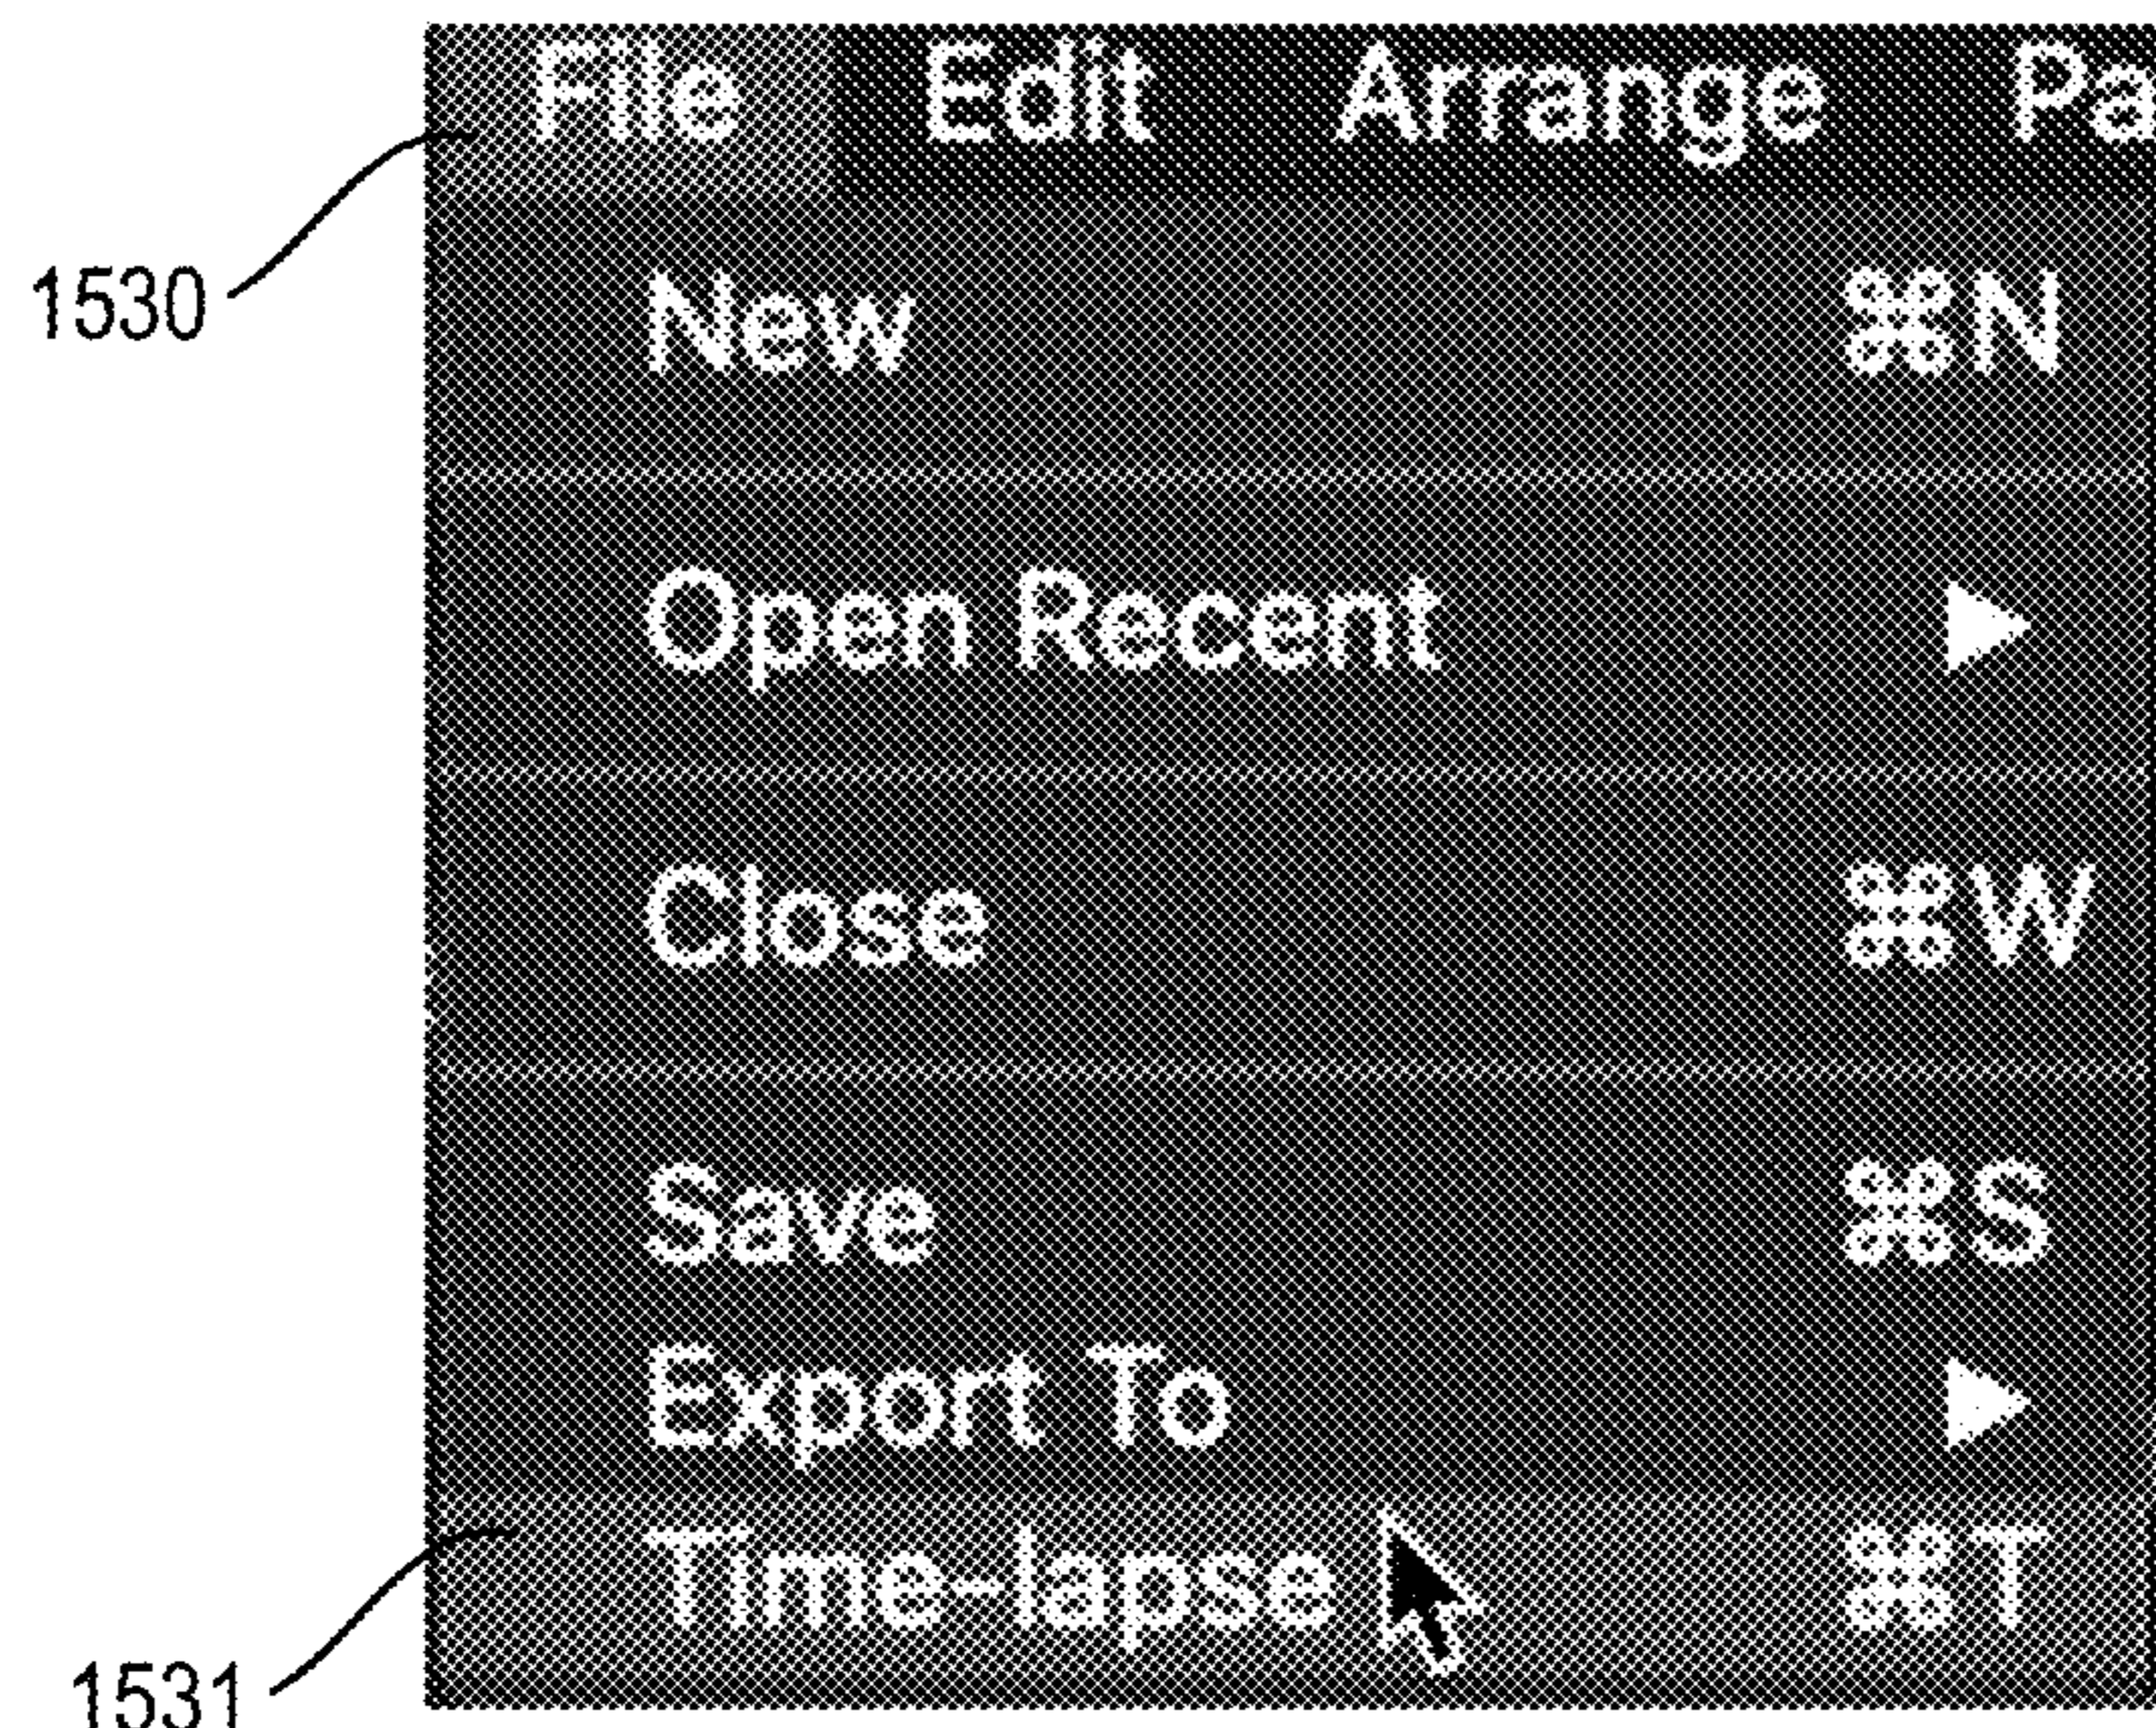 File Edit Arrange Pa
1530
New ⌘N
Open Recent ▶
Close ⌘W
Save ⌘S
Export To ▶
Time-lapse ⌘T
1531